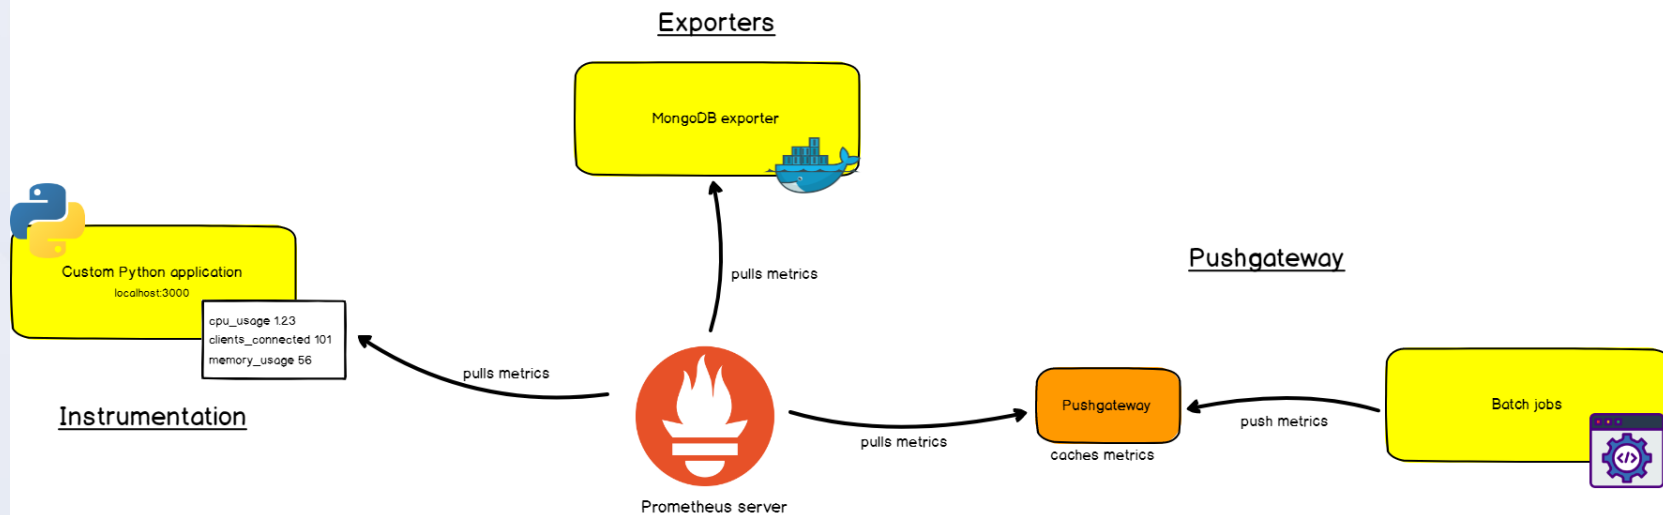 Exporters
MongoDB exporter
pulls metrics
Custom Python application
localhost:3000
cpu_usage 1.23
clients_connected 101
memory_usage 56
Instrumentation
pulls metrics
Prometheus server
pulls metrics
Pushgateway
Pushgateway
caches metrics
push metrics
Batch jobs
</>